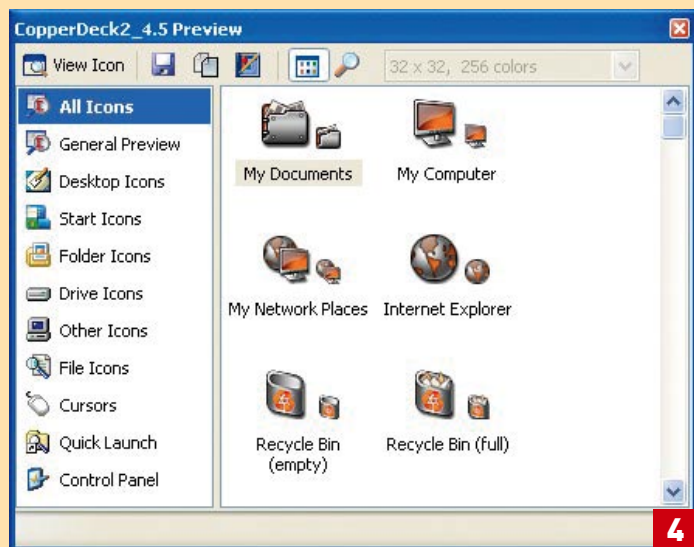 CopperDeck2_4.5 Preview
View Icon
32 x 32, 256 colors
All Icons
General Preview
Desktop Icons
Start Icons
Folder Icons
Drive Icons
Other Icons
File Icons
Cursors
Quick Launch
Control Panel
My Documents
My Computer
My Network Places
Internet Explorer
Recycle Bin
(empty)
Recycle Bin (full)
4